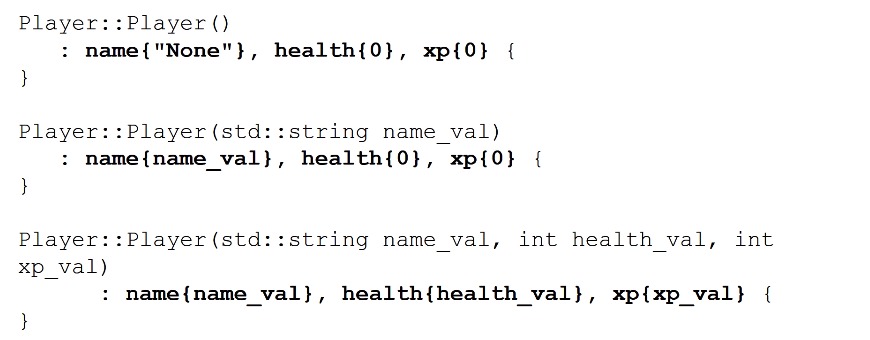 Player::Player()
: name{"None"}, health{0}, xp{0} {
}
Player::Player(std::string name_val)
: name{name_val}, health{0}, xp{0} {
}
Player::Player(std::string name_val, int health_val, int
xp_val)
: name{name_val}, health{health_val}, xp{xp_val} {
}